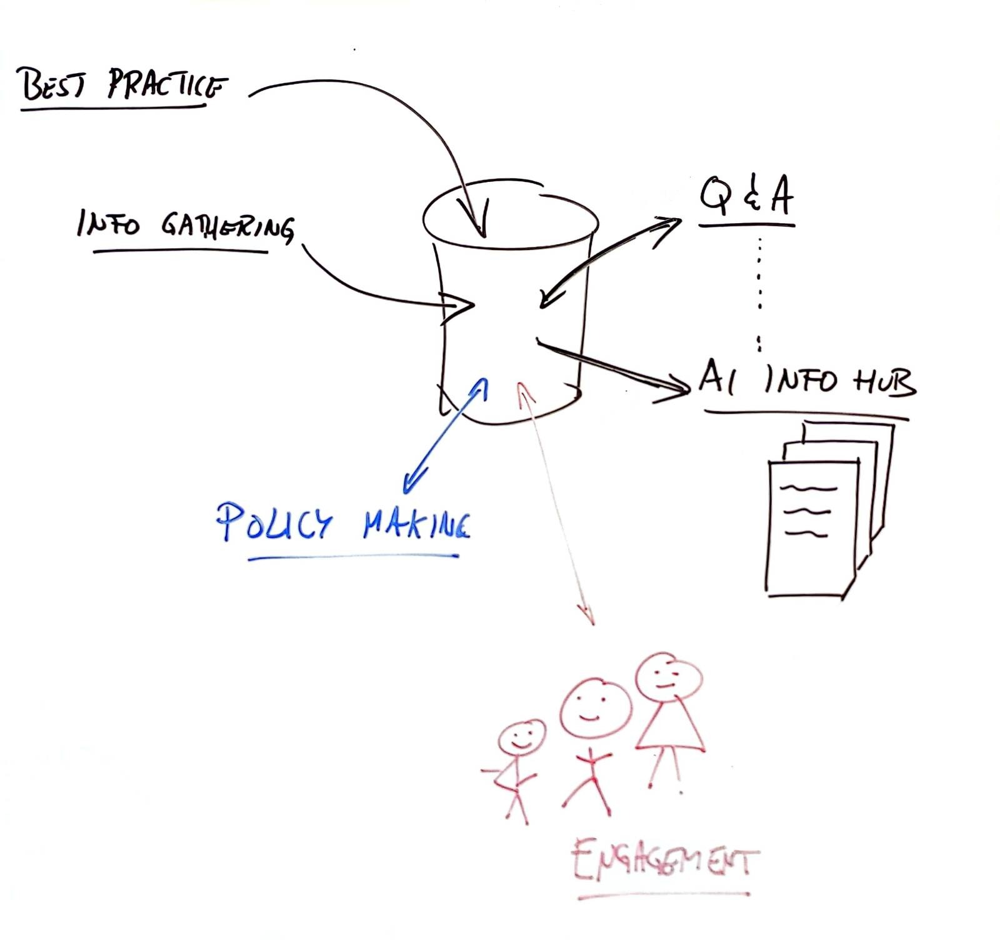 BEST PRACTICE
INFO GATHERING
Q & A
AI INFO HUB
POLICY MAKING
ENGAGEMENT